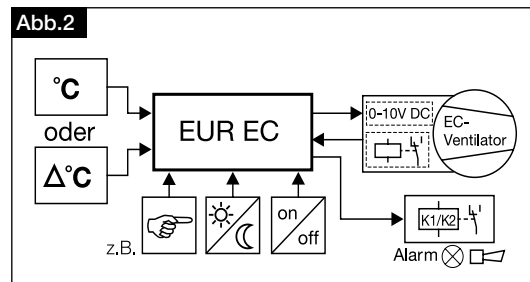 Abb.2
°C
oder
Δ°C
EUR EC
0-10V DC
EC-
Ventilator
z.B.
on
off
K1/K2
Alarm